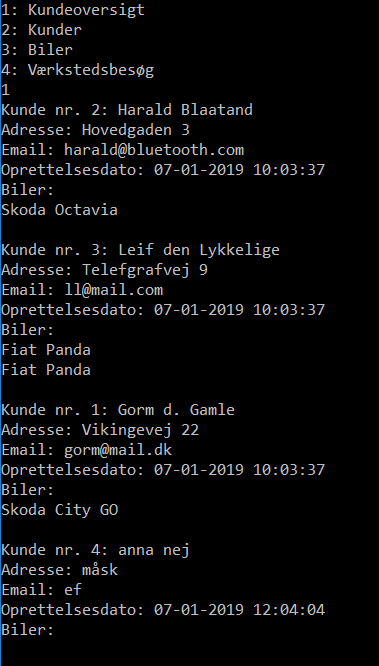 1: Kundeoversigt
2: Kunder
3: Biler
4: Værkstedsbesøg
1
Kunde nr. 2: Harald Blaatand
Adresse: Hovedgaden 3
Email: harald@bluetooth.com
Oprettelsesdato: 07-01-2019 10:03:37
Biler:
Skoda Octavia
Kunde nr. 3: Leif den Lykkelige
Adresse: Telefgrafvej 9
Email: ll@mail.com
Oprettelsesdato: 07-01-2019 10:03:37
Biler:
Fiat Panda
Fiat Panda
Kunde nr. 1: Gorm d. Gamle
Adresse: Vikingevej 22
Email: gorm@mail.dk
Oprettelsesdato: 07-01-2019 10:03:37
Biler:
Skoda City GO
Kunde nr. 4: anna nej
Adresse: måsk
Email: ef
Oprettelsesdato: 07-01-2019 12:04:04
Biler: